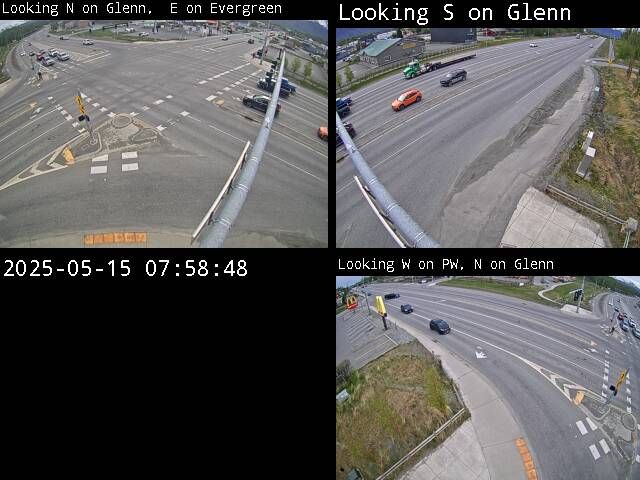 Looking N on Glenn,  E on Evergreen
Looking S on Glenn
2025-05-15 07:58:48
Looking W on PW, N on Glenn